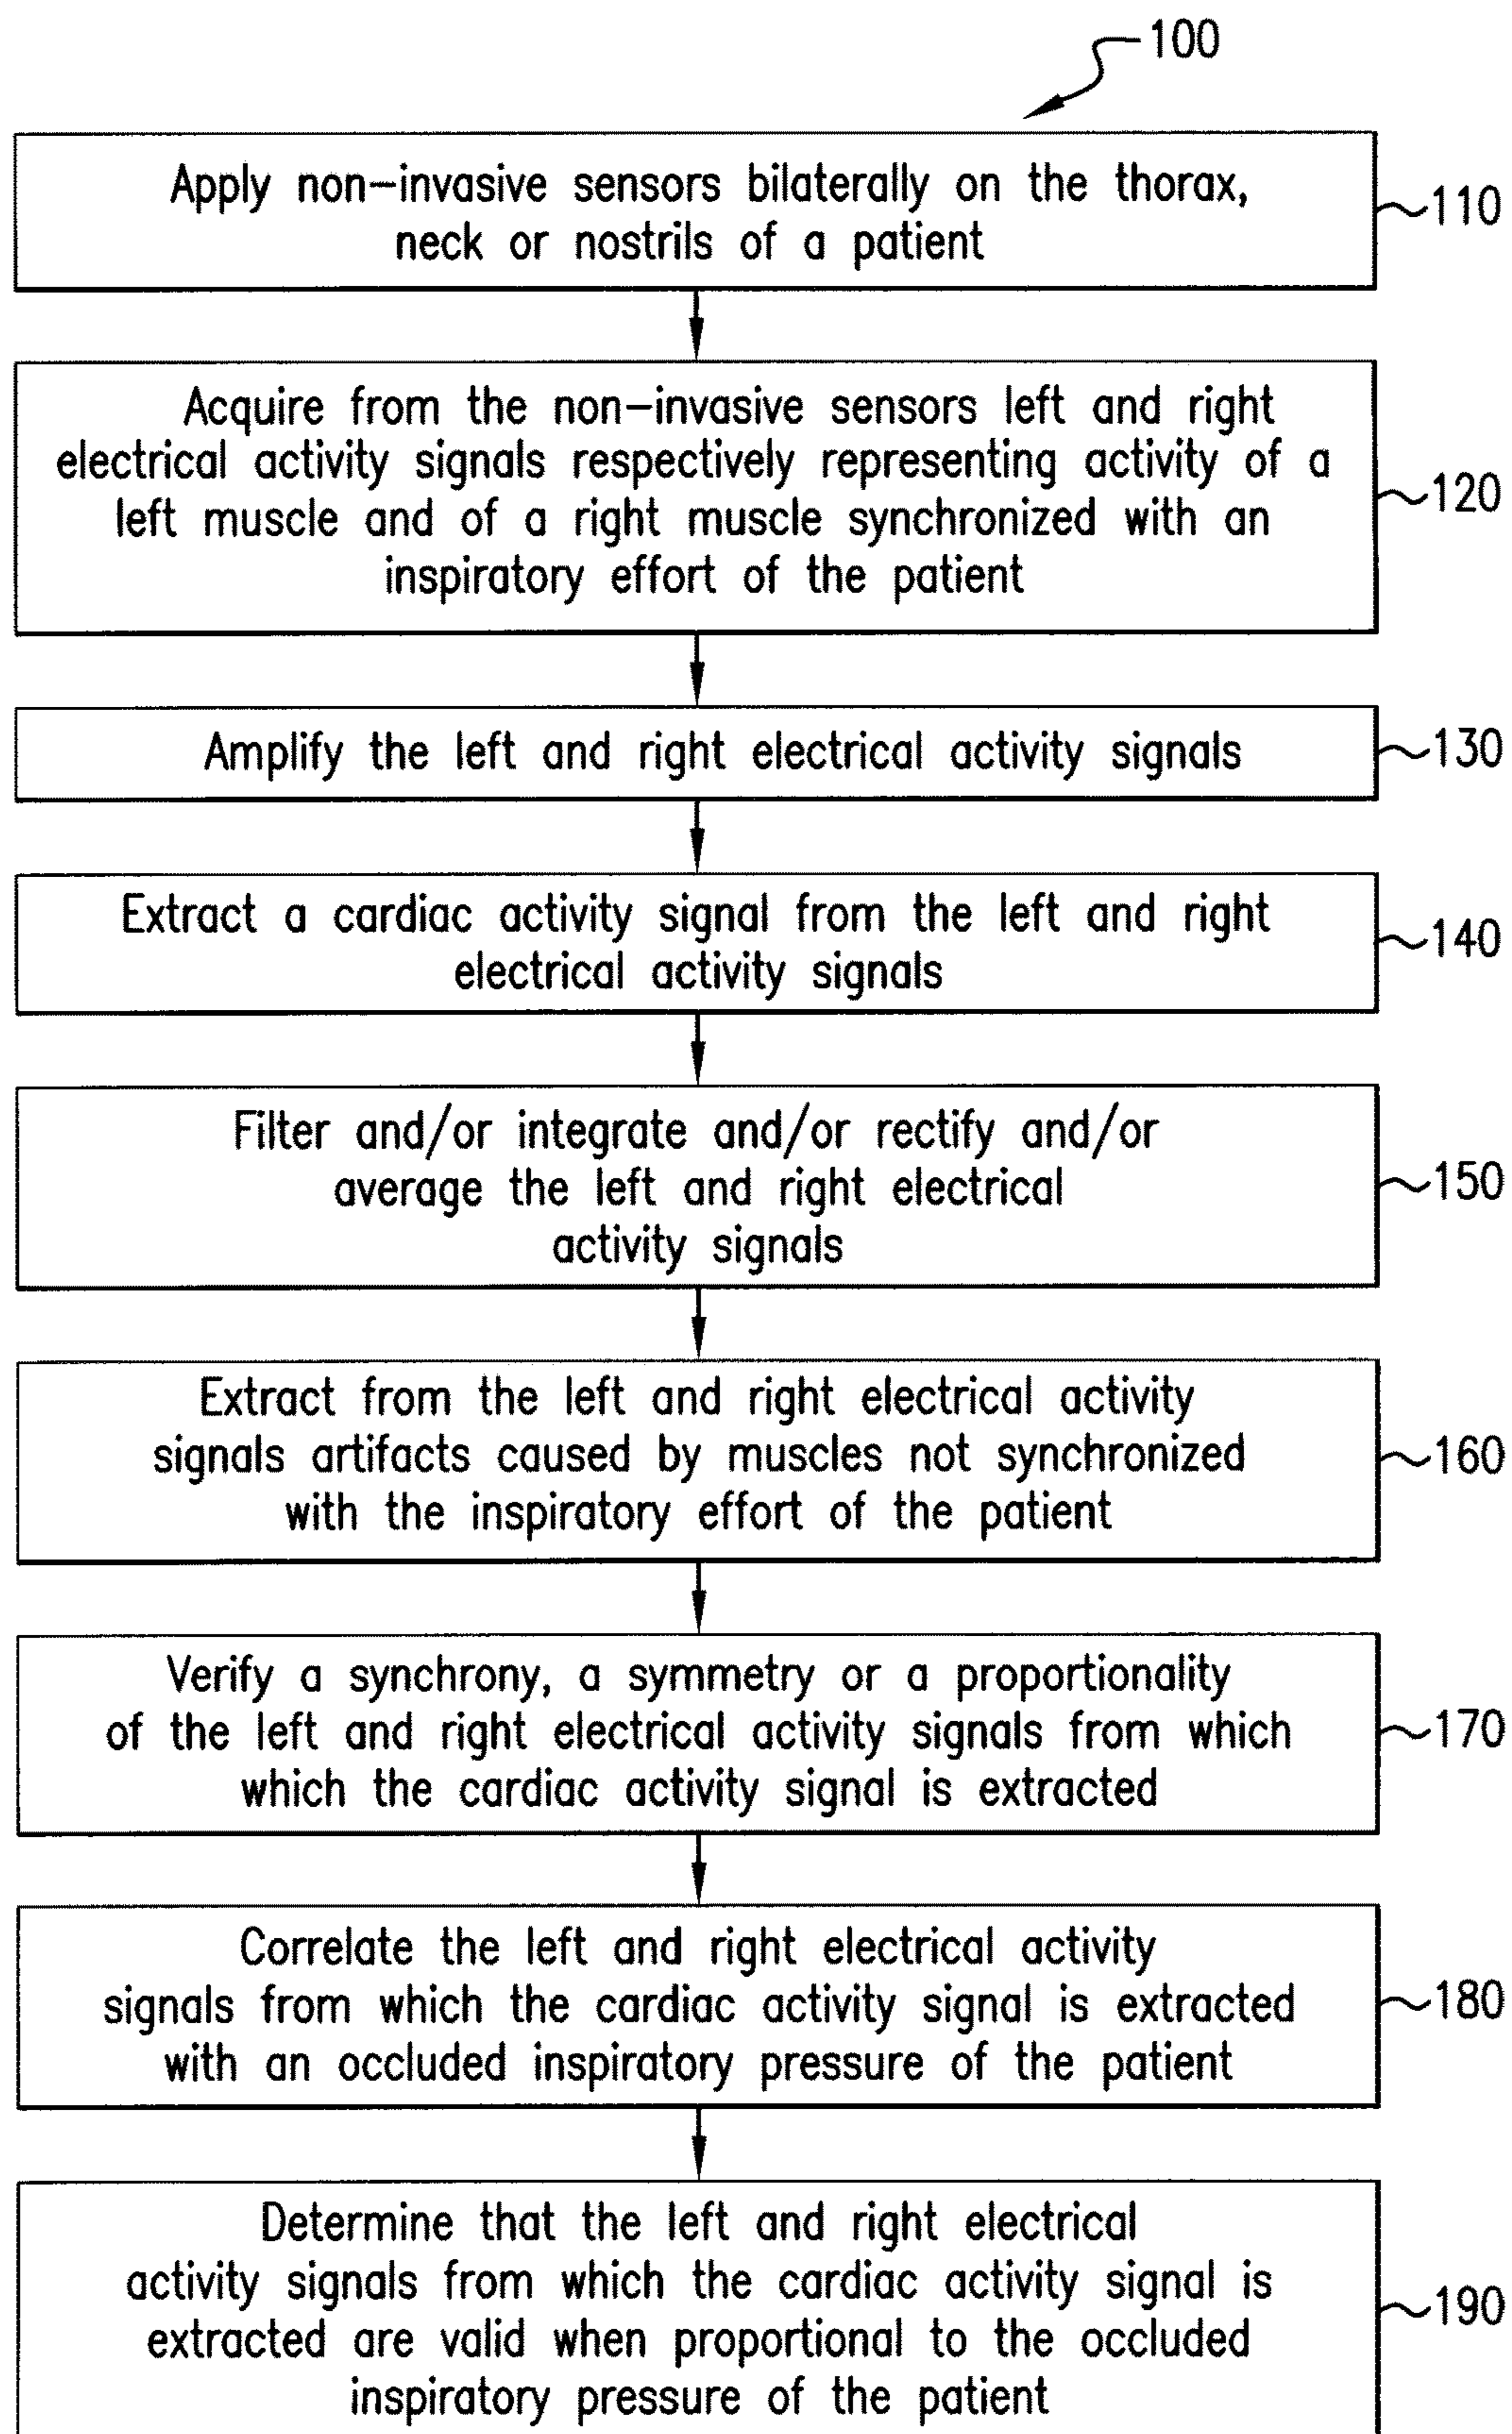 100
Apply non-invasive sensors bilaterally on the thorax,
neck or nostrils of a patient
110
Acquire from the non-invasive sensors left and right
electrical activity signals respectively representing activity of a
left muscle and of a right muscle synchronized with an
inspiratory effort of the patient
120
Amplify the left and right electrical activity signals
130
Extract a cardiac activity signal from the left and right
electrical activity signals
140
Filter and/or integrate and/or rectify and/or
average the left and right electrical
activity signals
150
Extract from the left and right electrical activity
signals artifacts caused by muscles not synchronized
with the inspiratory effort of the patient
160
Verify a synchrony, a symmetry or a proportionality
of the left and right electrical activity signals from which
which the cardiac activity signal is extracted
170
Correlate the left and right electrical activity
signals from which the cardiac activity signal is extracted
with an occluded inspiratory pressure of the patient
180
Determine that the left and right electrical
activity signals from which the cardiac activity signal is
extracted are valid when proportional to the occluded
inspiratory pressure of the patient
190